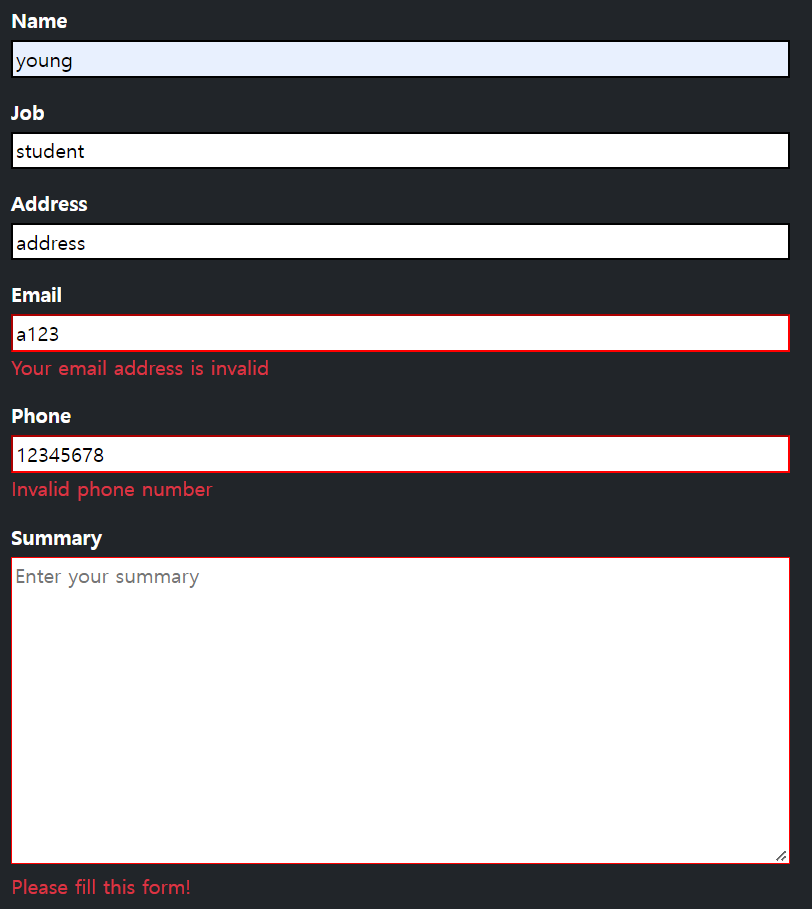 Name
young
Job
student
Address
address
Email
a123
Your email address is invalid
Phone
12345678
Invalid phone number
Summary
Enter your summary
Please fill this form!